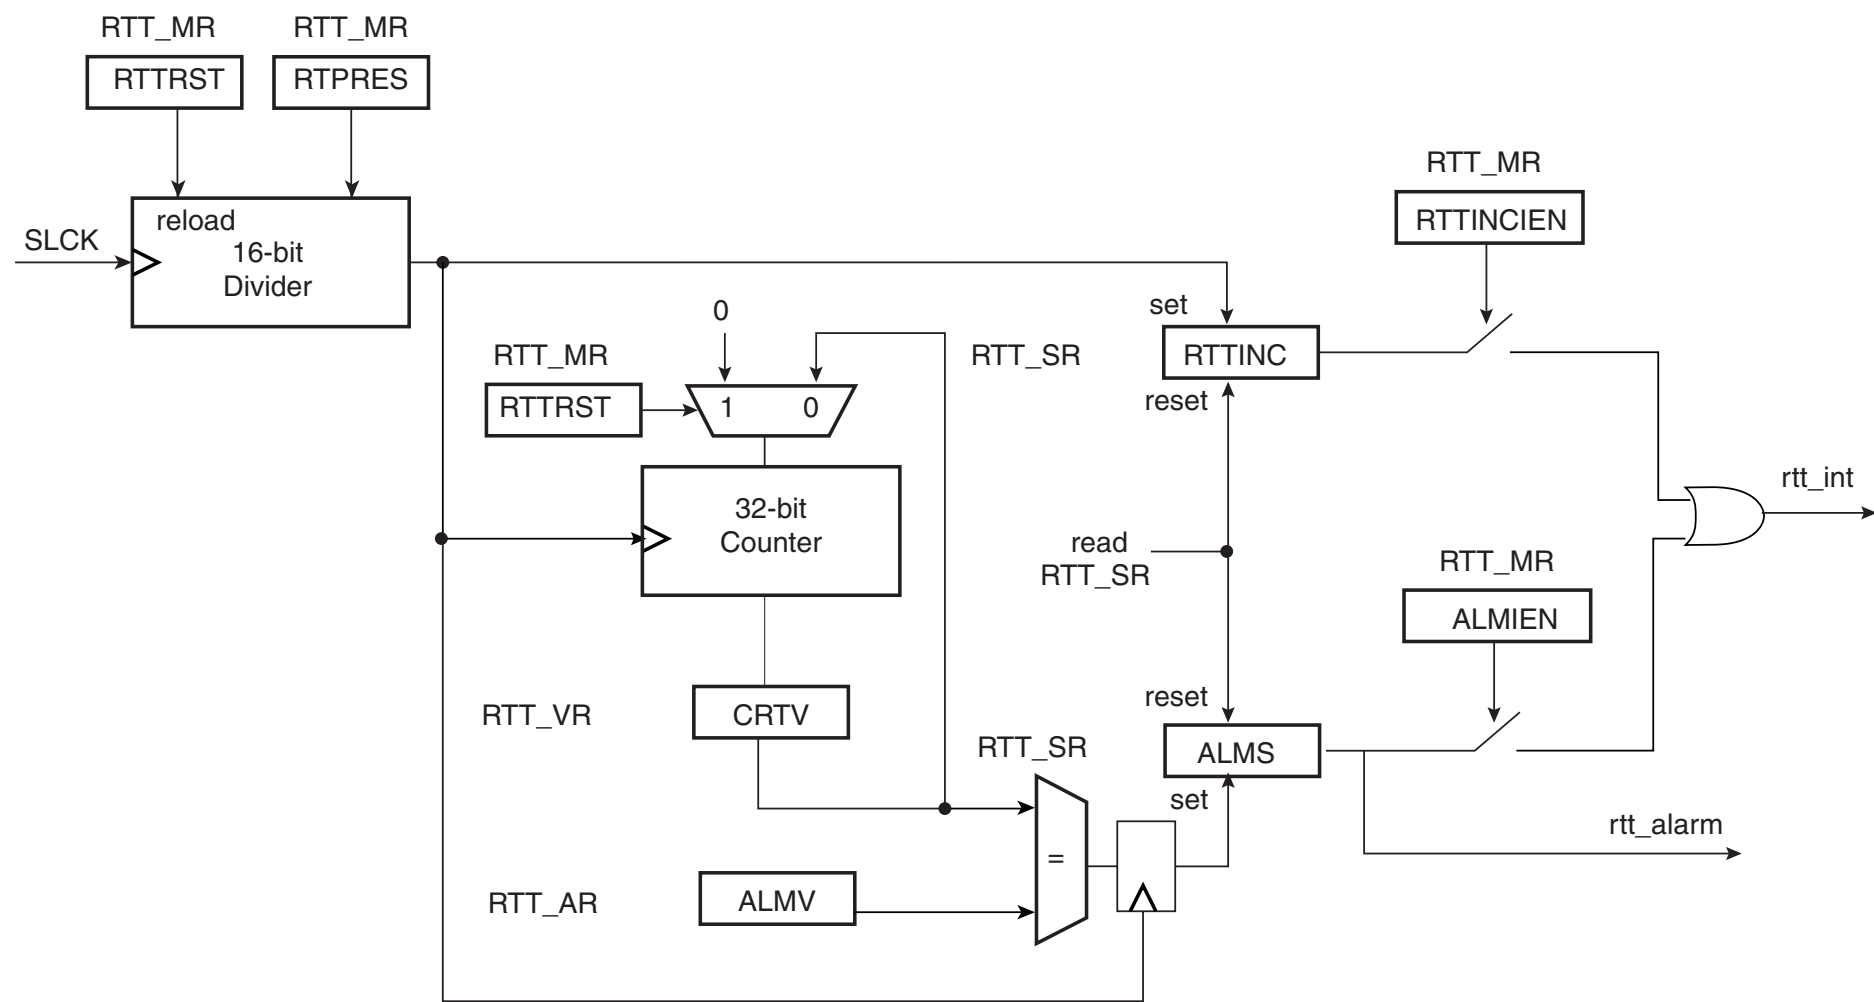 RTT_MR
RTT_MR
RTTRST
RTPRES
RTT_MR
reload
RTTINCIEN
SLCK
16-bit
Divider
0
set
RTT_MR
RTT_SR
RTTINC
RTTRST
1
0
reset
rtt_int
32-bit
Counter
read
RTT_SR
RTT_MR
ALMIEN
reset
RTT_VR
CRTV
RTT_SR
ALMS
set
rtt_alarm
=
RTT_AR
ALMV